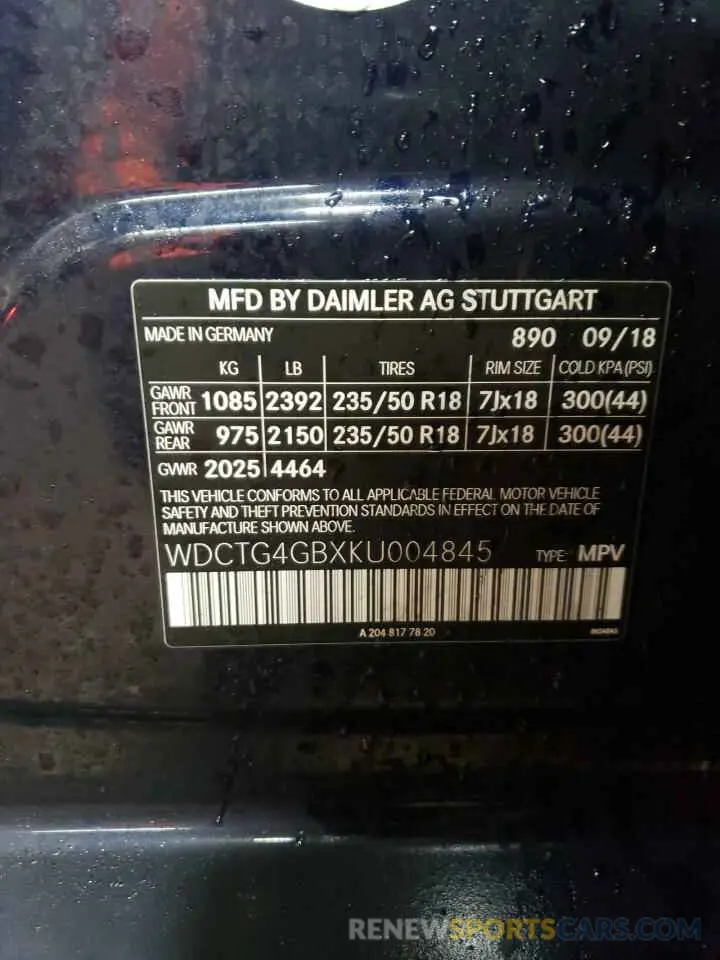 MFD BY DAIMLER AG STUTTGART
MADE IN GERMANY 890 09/18
KG LB TIRES RIM SIZE COLD KPA (PSI)
GAWR FRONT 1085 2392 235/50 R18 7Jx18 300(44)
GAWR REAR 975 2150 235/50 R18 7Jx18 300(44)
GVWR 2025 4464
THIS VEHICLE CONFORMS TO ALL APPLICABLE FEDERAL MOTOR VEHICLE
SAFETY AND THEFT PREVENTION STANDARDS IN EFFECT ON THE DATE OF
MANUFACTURE SHOWN ABOVE.
WDCTG4GBXKU004845 TYPE: MPV
A 204 817 78 20
RENEWSPORTSCARS.COM